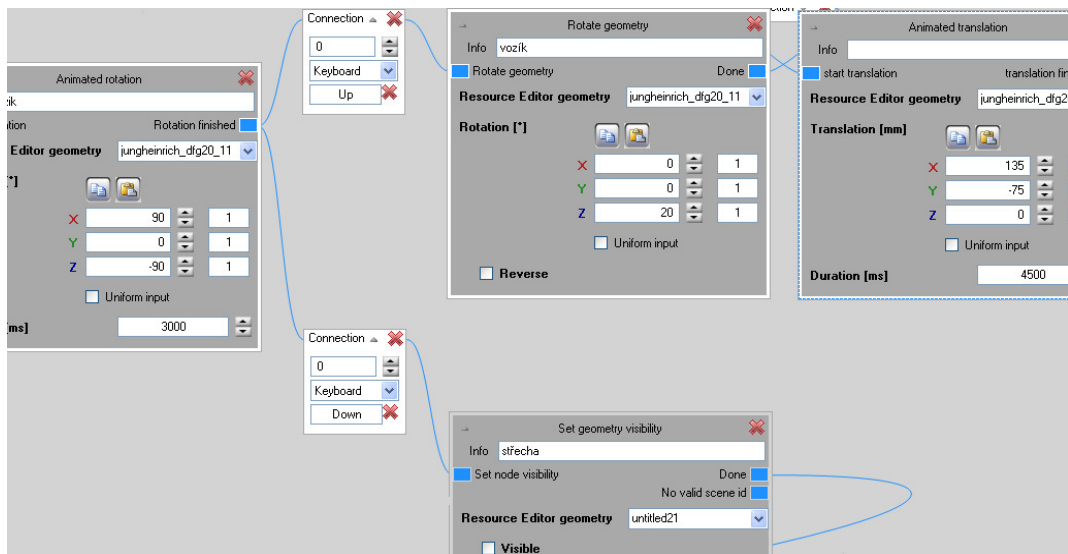 Connection
0
Keyboard
Up
Animated rotation
Rotation finished
Editor geometry
jungheinrich_dfg20_11
X
90
1
Y
0
1
Z
-90
1
Uniform input
[ms]
3000
Rotate geometry
Info
vozík
Rotate geometry
Done
Resource Editor geometry
jungheinrich_dfg20_11
Rotation [°]
X
0
1
Y
0
1
Z
20
1
Uniform input
Reverse
Animated translation
Info
start translation
translation fin
Resource Editor geometry
jungheinrich_dfg2
Translation [mm]
X
135
Y
-75
Z
0
Uniform input
Duration [ms]
4500
Connection
0
Keyboard
Down
Set geometry visibility
Info
střecha
Set node visibility
Done
No valid scene id
Resource Editor geometry
untitled21
Visible